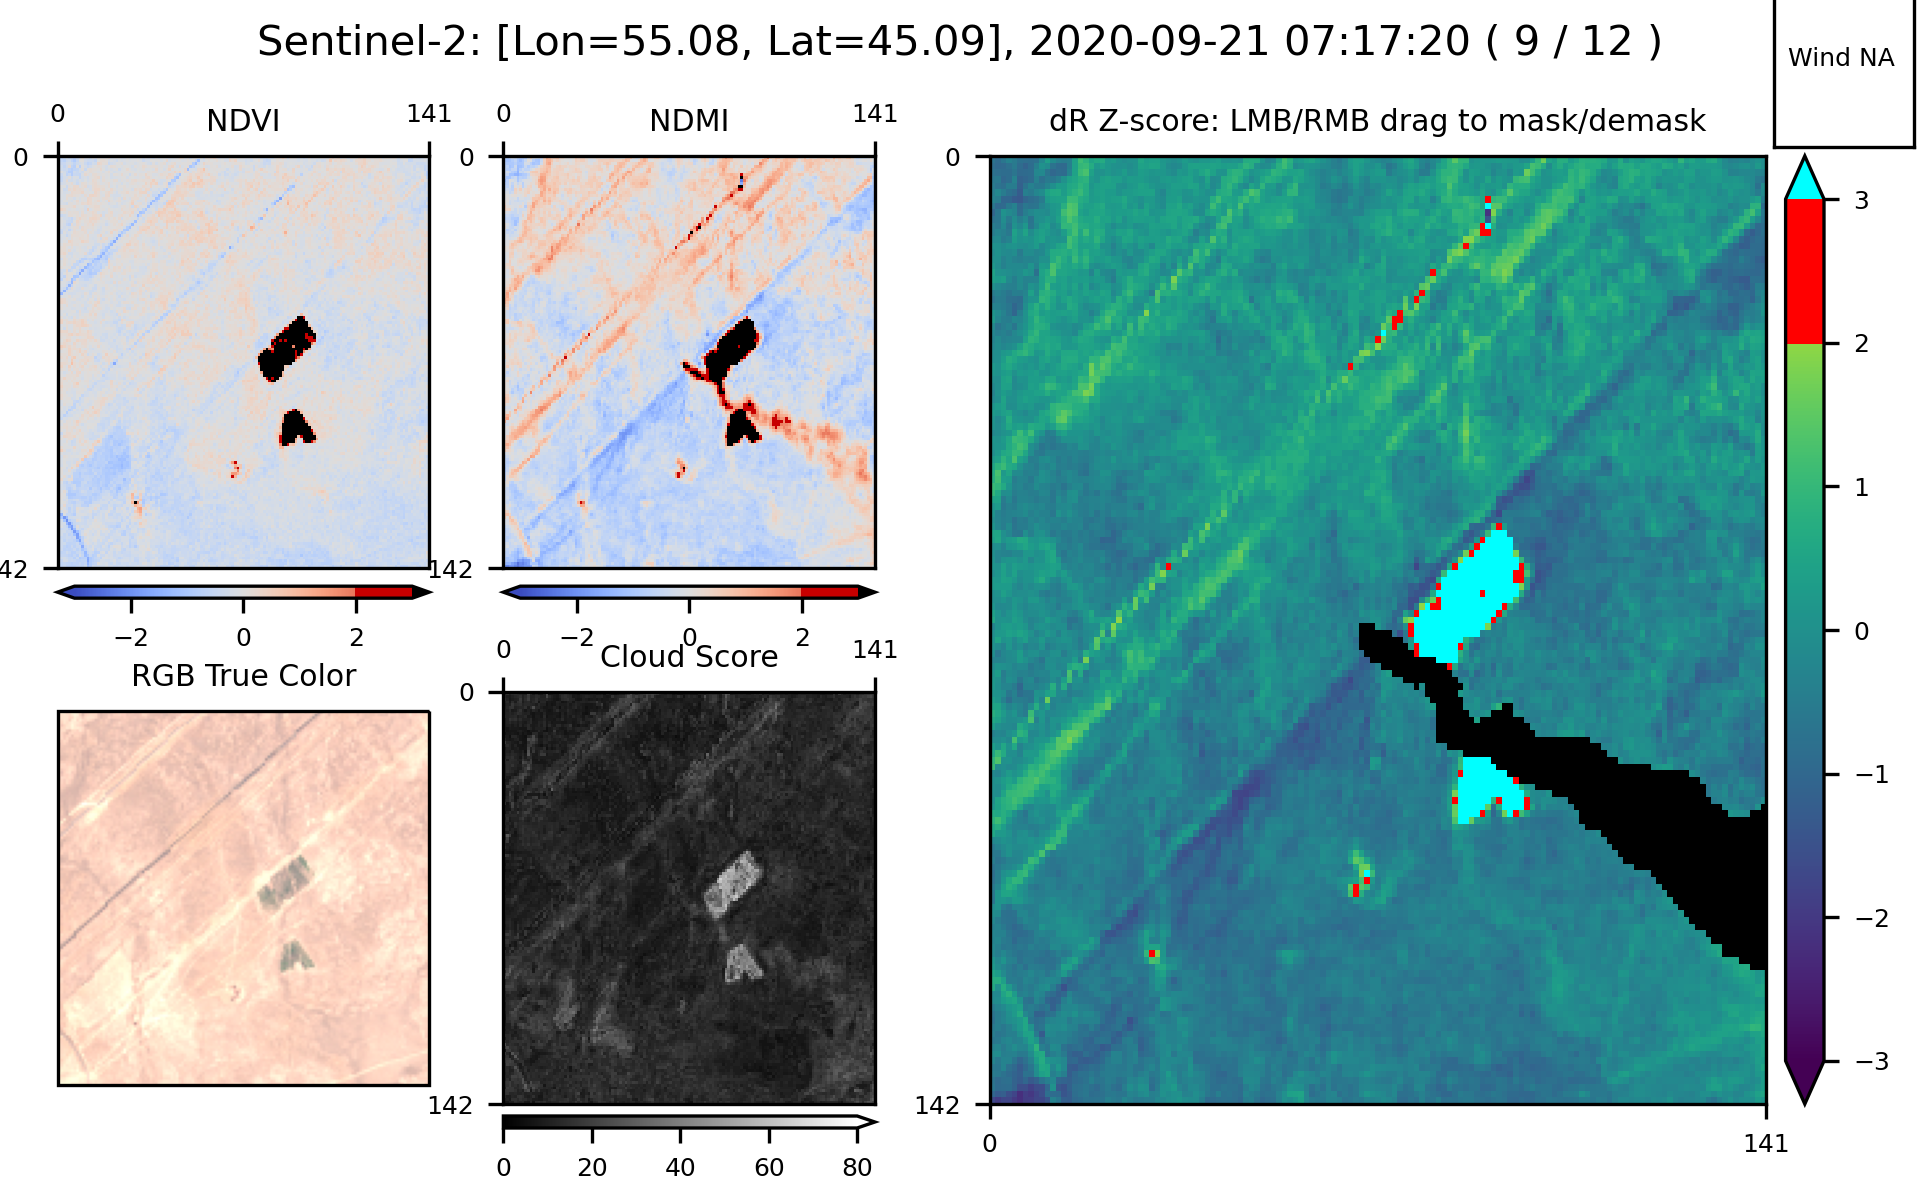 Sentinel-2: [Lon=55.08, Lat=45.09], 2020-09-21 07:17:20 ( 9 / 12 )
Wind NA
0 NDVI 141
0 NDMI 141
dR Z-score: LMB/RMB drag to mask/demask
0
0
0
42
142
−2 0 2
−2 0 2
RGB True Color
0 Cloud Score 141
0
142
0 20 40 60 80
142
0 141
3
2
1
0
−1
−2
−3